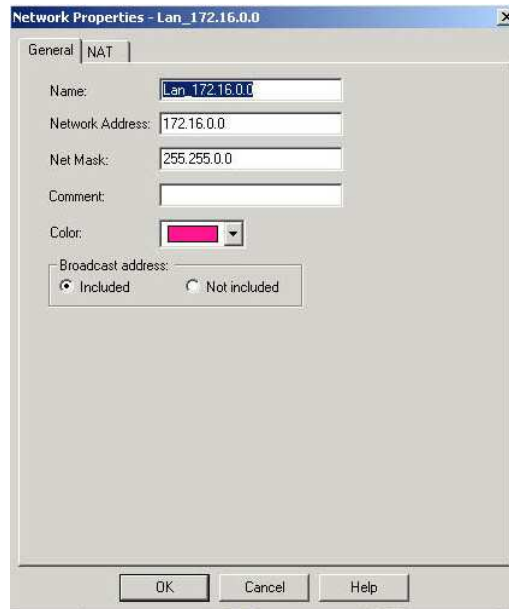 Network Properties - Lan_172.16.0.0
General NAT
Name: Lan_172.16.0.0
Network Address: 172.16.0.0
Net Mask: 255.255.0.0
Comment:
Color:
Broadcast address:
Included Not included
OK Cancel Help